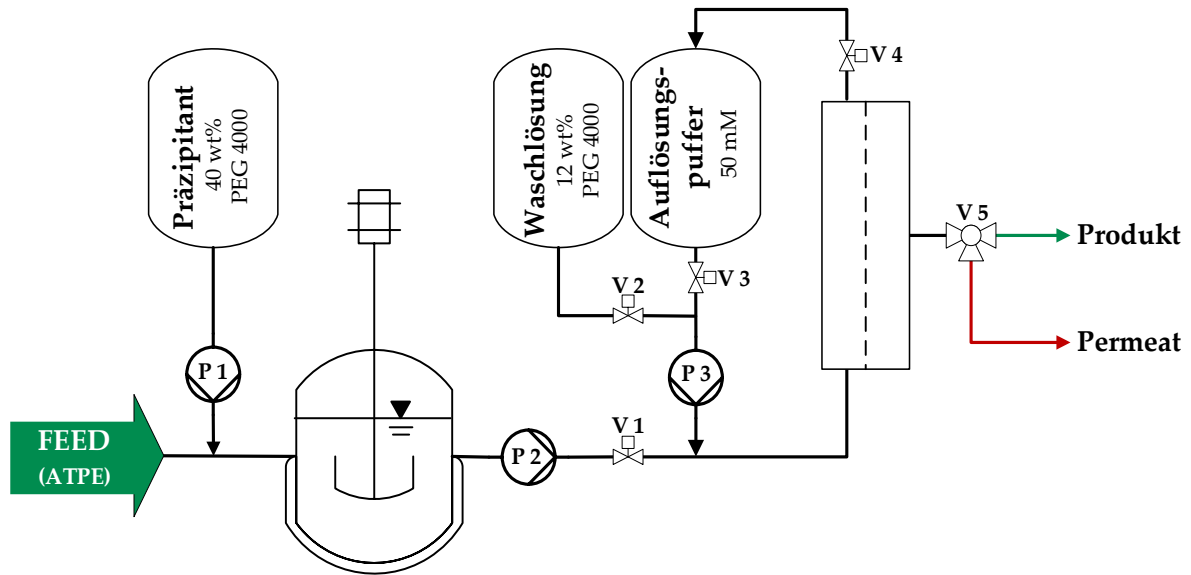 Präzipitant
40 wt%
PEG 4000
Waschlösung
12 wt%
PEG 4000
Auflösungs-
puffer
50 mM
V 4
V 5
Produkt
V 2
V 3
Permeat
P 1
P 3
FEED
(ATPE)
P 2
V 1